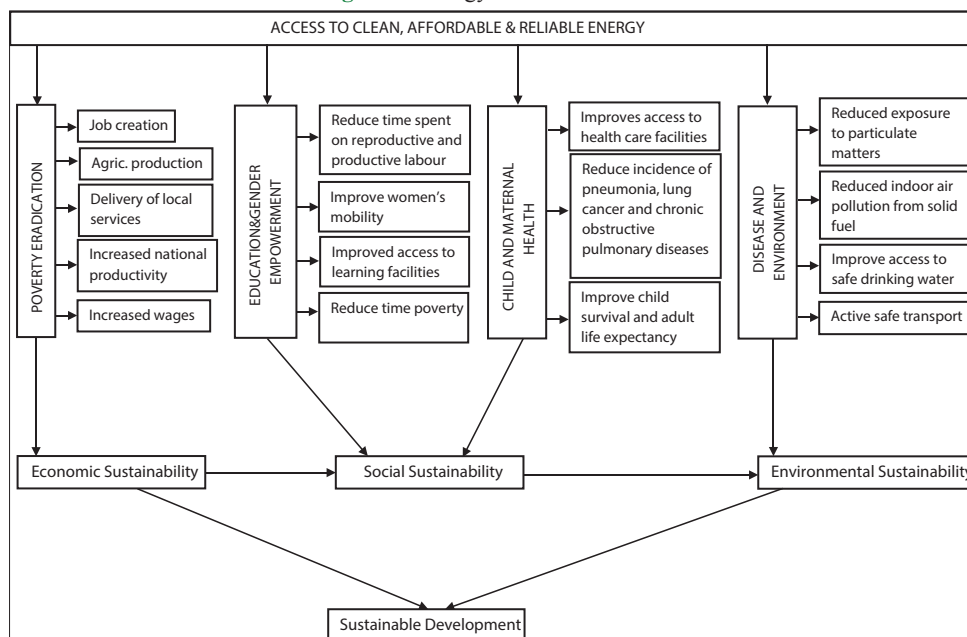 ACCESS TO CLEAN, AFFORDABLE & RELIABLE ENERGY
POVERTY ERADICATION
Job creation
Agric. production
Delivery of local
services
Increased national
productivity
Increased wages
EDUCATION&GENDER
EMPOWERMENT
Reduce time spent
on reproductive and
productive labour
Improve women's
mobility
Improved access to
learning facilities
Reduce time poverty
CHILD AND MATERNAL
HEALTH
Improves access to
health care facilities
Reduce incidence of
pneumonia, lung
cancer and chronic
obstructive
pulmonary diseases
Improve child
survival and adult
life expectancy
DISEASE AND
ENVIRONMENT
Reduced exposure
to particulate
matters
Reduced indoor air
pollution from solid
fuel
Improve access to
safe drinking water
Active safe transport
Economic Sustainability
Social Sustainability
Environmental Sustainability
Sustainable Development